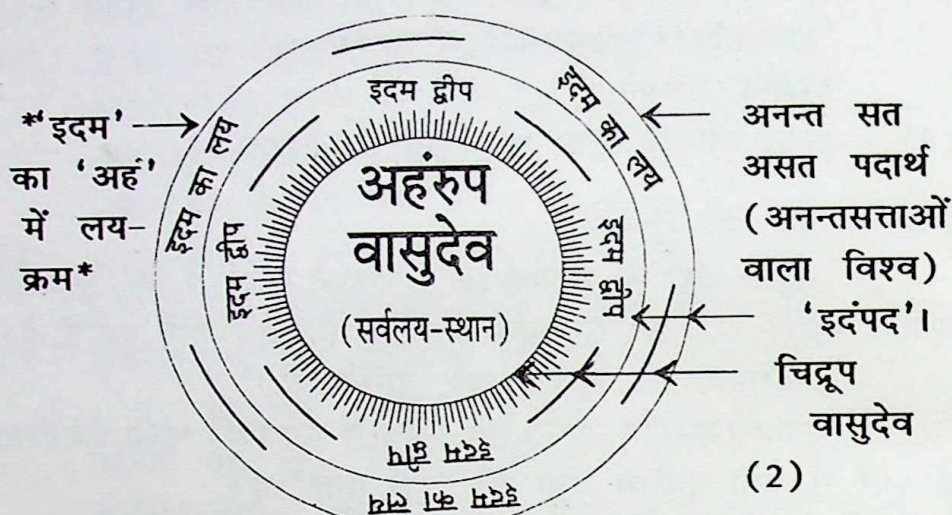 *'इदम'
का 'अहं'
में लय-
क्रम*
इदम का लय
इदम द्वीप
इदम का लय
इदम द्वीप
अहंरुप
वासुदेव
(सर्वलय-स्थान)
इदम द्वीप
इदम द्वीप
इदम का लय
अनन्त सत
असत पदार्थ
(अनन्तसत्ताओं
वाला विश्व)
'इदंपद'।
चिद्रूप
वासुदेव
(2)